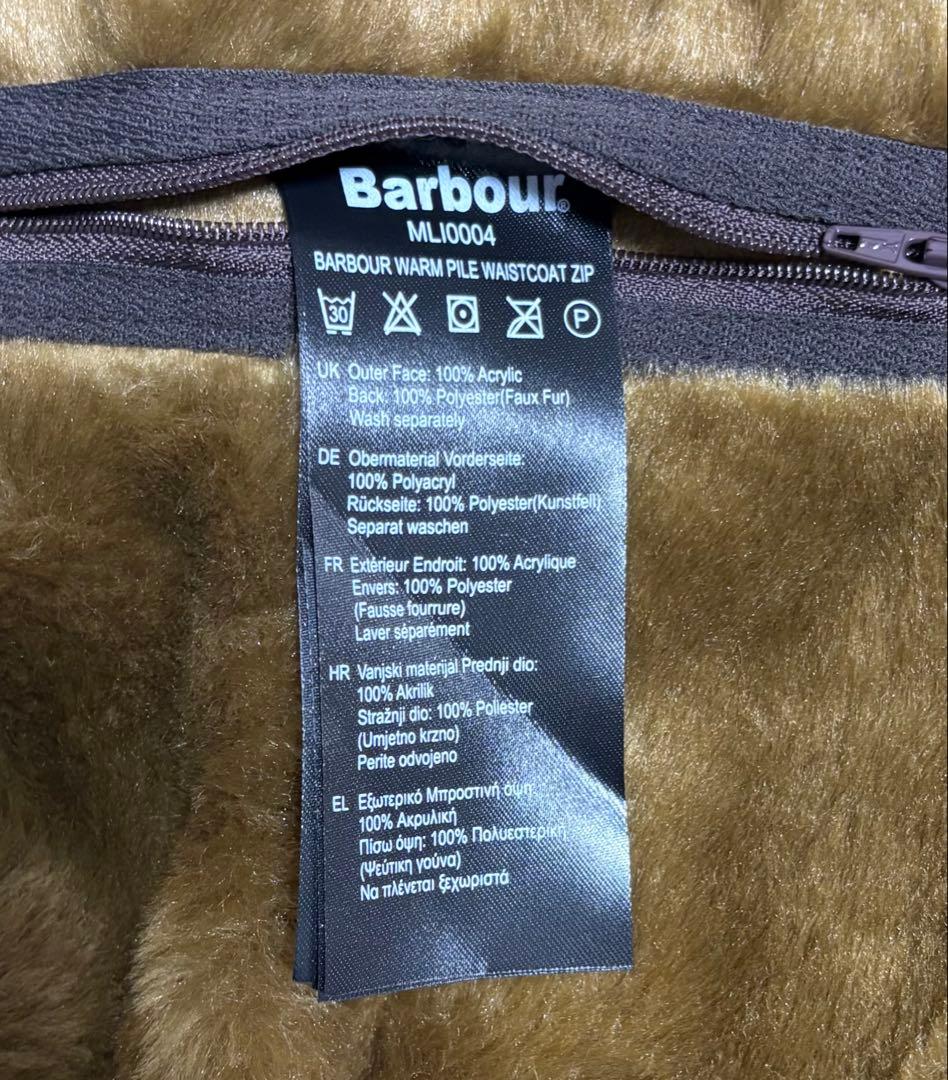 Barbour®
MLI0004
BARBOUR WARM PILE WAISTCOAT ZIP
30 P
UK Outer Face: 100% Acrylic
Back: 100% Polyester(Faux Fur)
Wash separately
DE Obermaterial Vorderseite:
100% Polyacryl
Rückseite: 100% Polyester(Kunstfell)
Separat waschen
FR Extérieur Endroit: 100% Acrylique
Envers: 100% Polyester
(Fausse fourrure)
Laver séparément
HR Vanjski materijal Prednji dio:
100% Akrilik
Stražnji dio: 100% Poliester
(Umjetno krzno)
Perite odvojeno
EL Εξωτερικό Μπροστινή όψη:
100% Ακρυλική
Πίσω όψη: 100% Πολυεστερική
(Ψεύτικη γούνα)
Να πλένεται ξεχωριστά